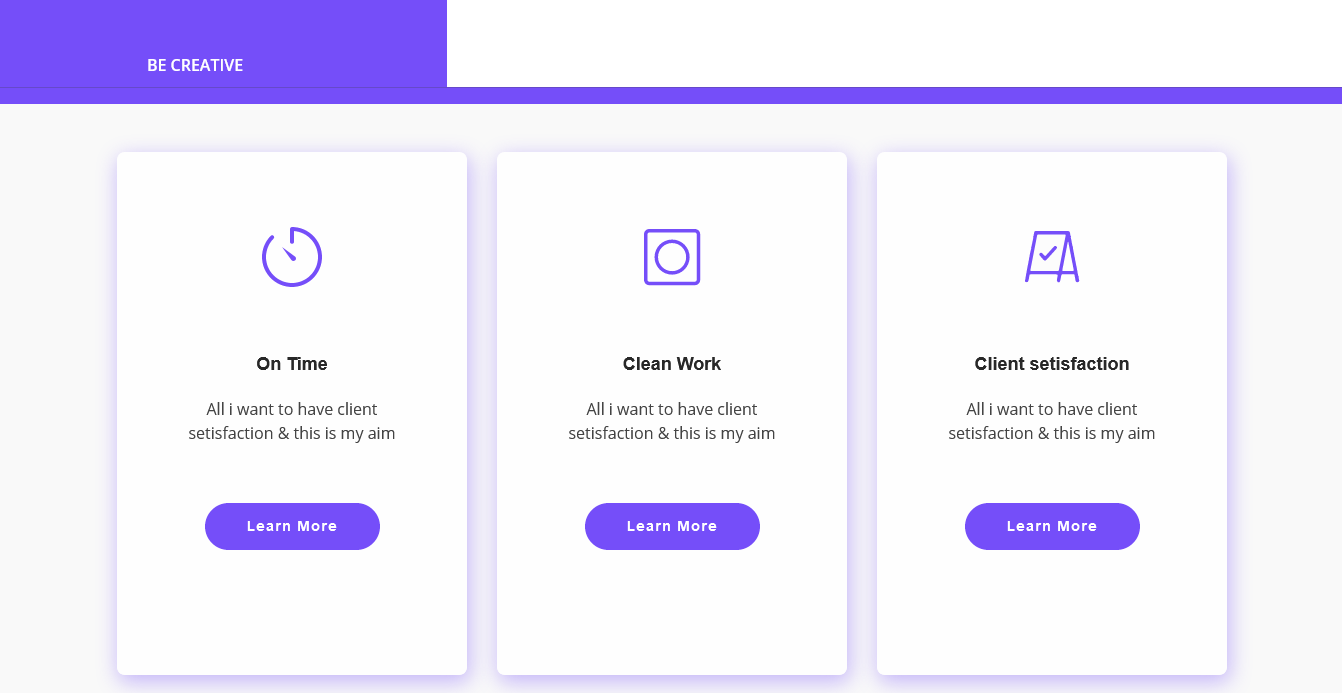 BE CREATIVE
On Time
All i want to have client
setisfaction & this is my aim
Learn More
Clean Work
All i want to have client
setisfaction & this is my aim
Learn More
Client setisfaction
All i want to have client
setisfaction & this is my aim
Learn More